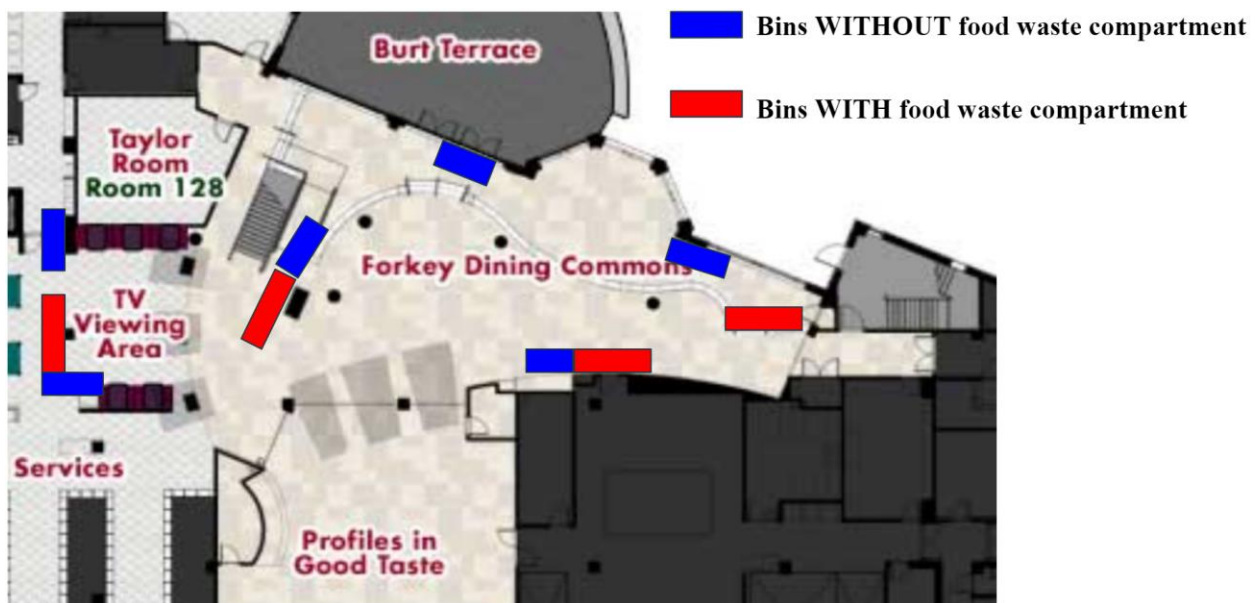 Burt Terrace
Bins WITHOUT food waste compartment
Bins WITH food waste compartment
Taylor
Room
Room 128
Forkey Dining Commons
TV
Viewing
Area
Services
Profiles in
Good Taste